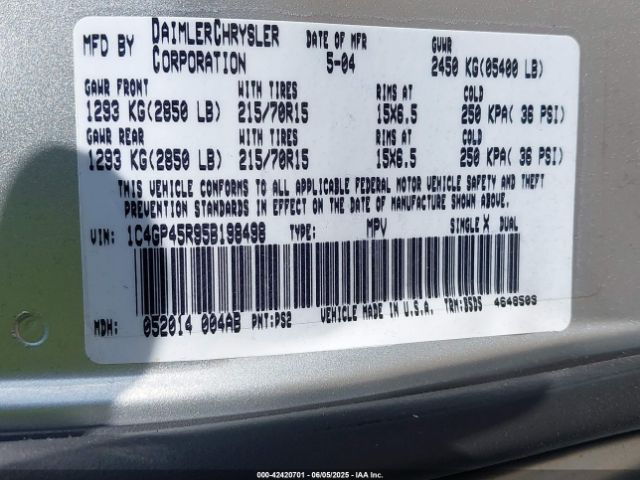 MFD BY DAIMLERCHRYSLER CORPORATION DATE OF MFR 5-04 GVWR 2450 KG(05400 LB)
GAWR FRONT WITH TIRES RIMS AT COLD
1293 KG(2850 LB) 215/70R15 15X6.5 250 KPA( 36 PSI)
GAWR REAR WITH TIRES RIMS AT COLD
1293 KG(2850 LB) 215/70R15 15X6.5 250 KPA( 36 PSI)
THIS VEHICLE CONFORMS TO ALL APPLICABLE FEDERAL MOTOR VEHICLE SAFETY AND THEFT
PREVENTION STANDARDS IN EFFECT ON THE DATE OF MANUFACTURE SHOWN ABOVE.
VIN: 1C4GP45R95B198498 TYPE: MPV SINGLE X DUAL
MDH: 052014 004AB PNT:PS2 VEHICLE MADE IN U.S.A. TRM:BSDS 4648509
000-42420701 - 06/05/2025 - IAA Inc.